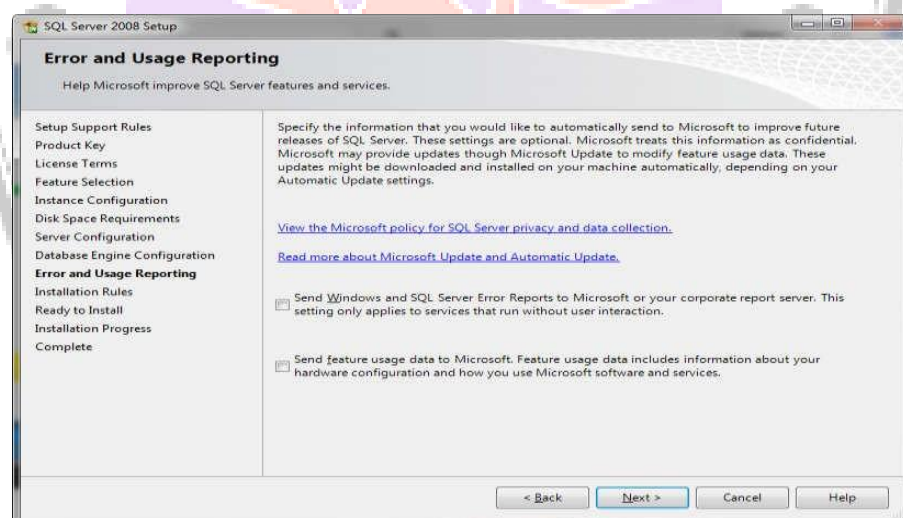 SQL Server 2008 Setup
Error and Usage Reporting
Help Microsoft improve SQL Server features and services.
Setup Support Rules
Product Key
License Terms
Feature Selection
Instance Configuration
Disk Space Requirements
Server Configuration
Database Engine Configuration
Error and Usage Reporting
Installation Rules
Ready to Install
Installation Progress
Complete
Specify the information that you would like to automatically send to Microsoft to improve future
releases of SQL Server. These settings are optional. Microsoft treats this information as confidential.
Microsoft may provide updates though Microsoft Update to modify feature usage data. These
updates might be downloaded and installed on your machine automatically, depending on your
Automatic Update settings.
View the Microsoft policy for SQL Server privacy and data collection.
Read more about Microsoft Update and Automatic Update.
Send Windows and SQL Server Error Reports to Microsoft or your corporate report server. This
setting only applies to services that run without user interaction.
Send feature usage data to Microsoft. Feature usage data includes information about your
hardware configuration and how you use Microsoft software and services.
< Back
Next >
Cancel
Help